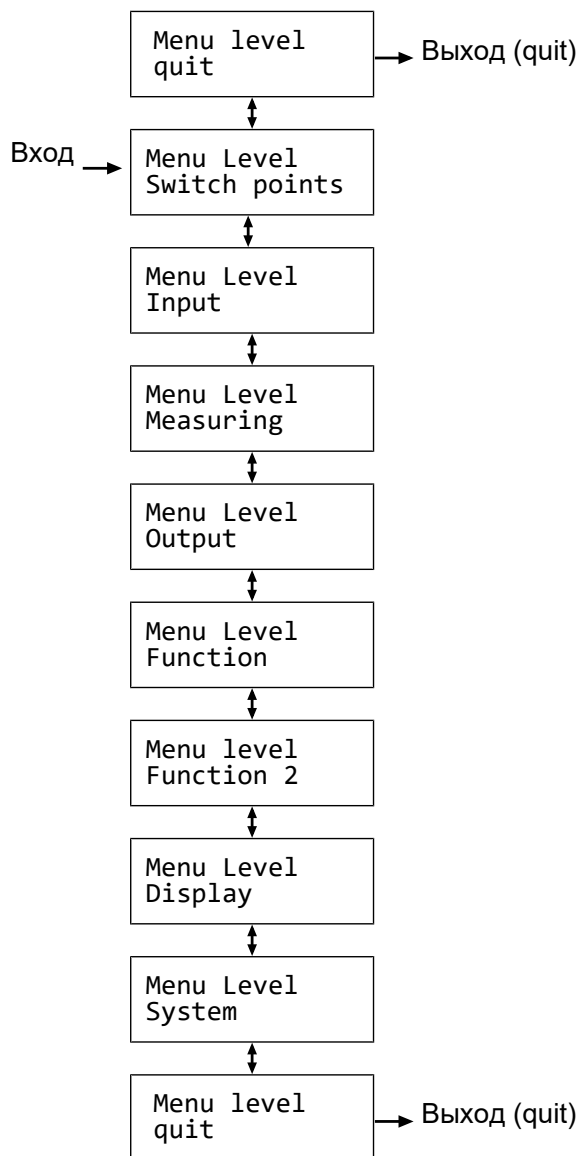 Menu level
quit
Выход (quit)
Вход
Menu Level
Switch points
Menu Level
Input
Menu Level
Measuring
Menu Level
Output
Menu Level
Function
Menu level
Function 2
Menu Level
Display
Menu Level
System
Menu level
quit
Выход (quit)